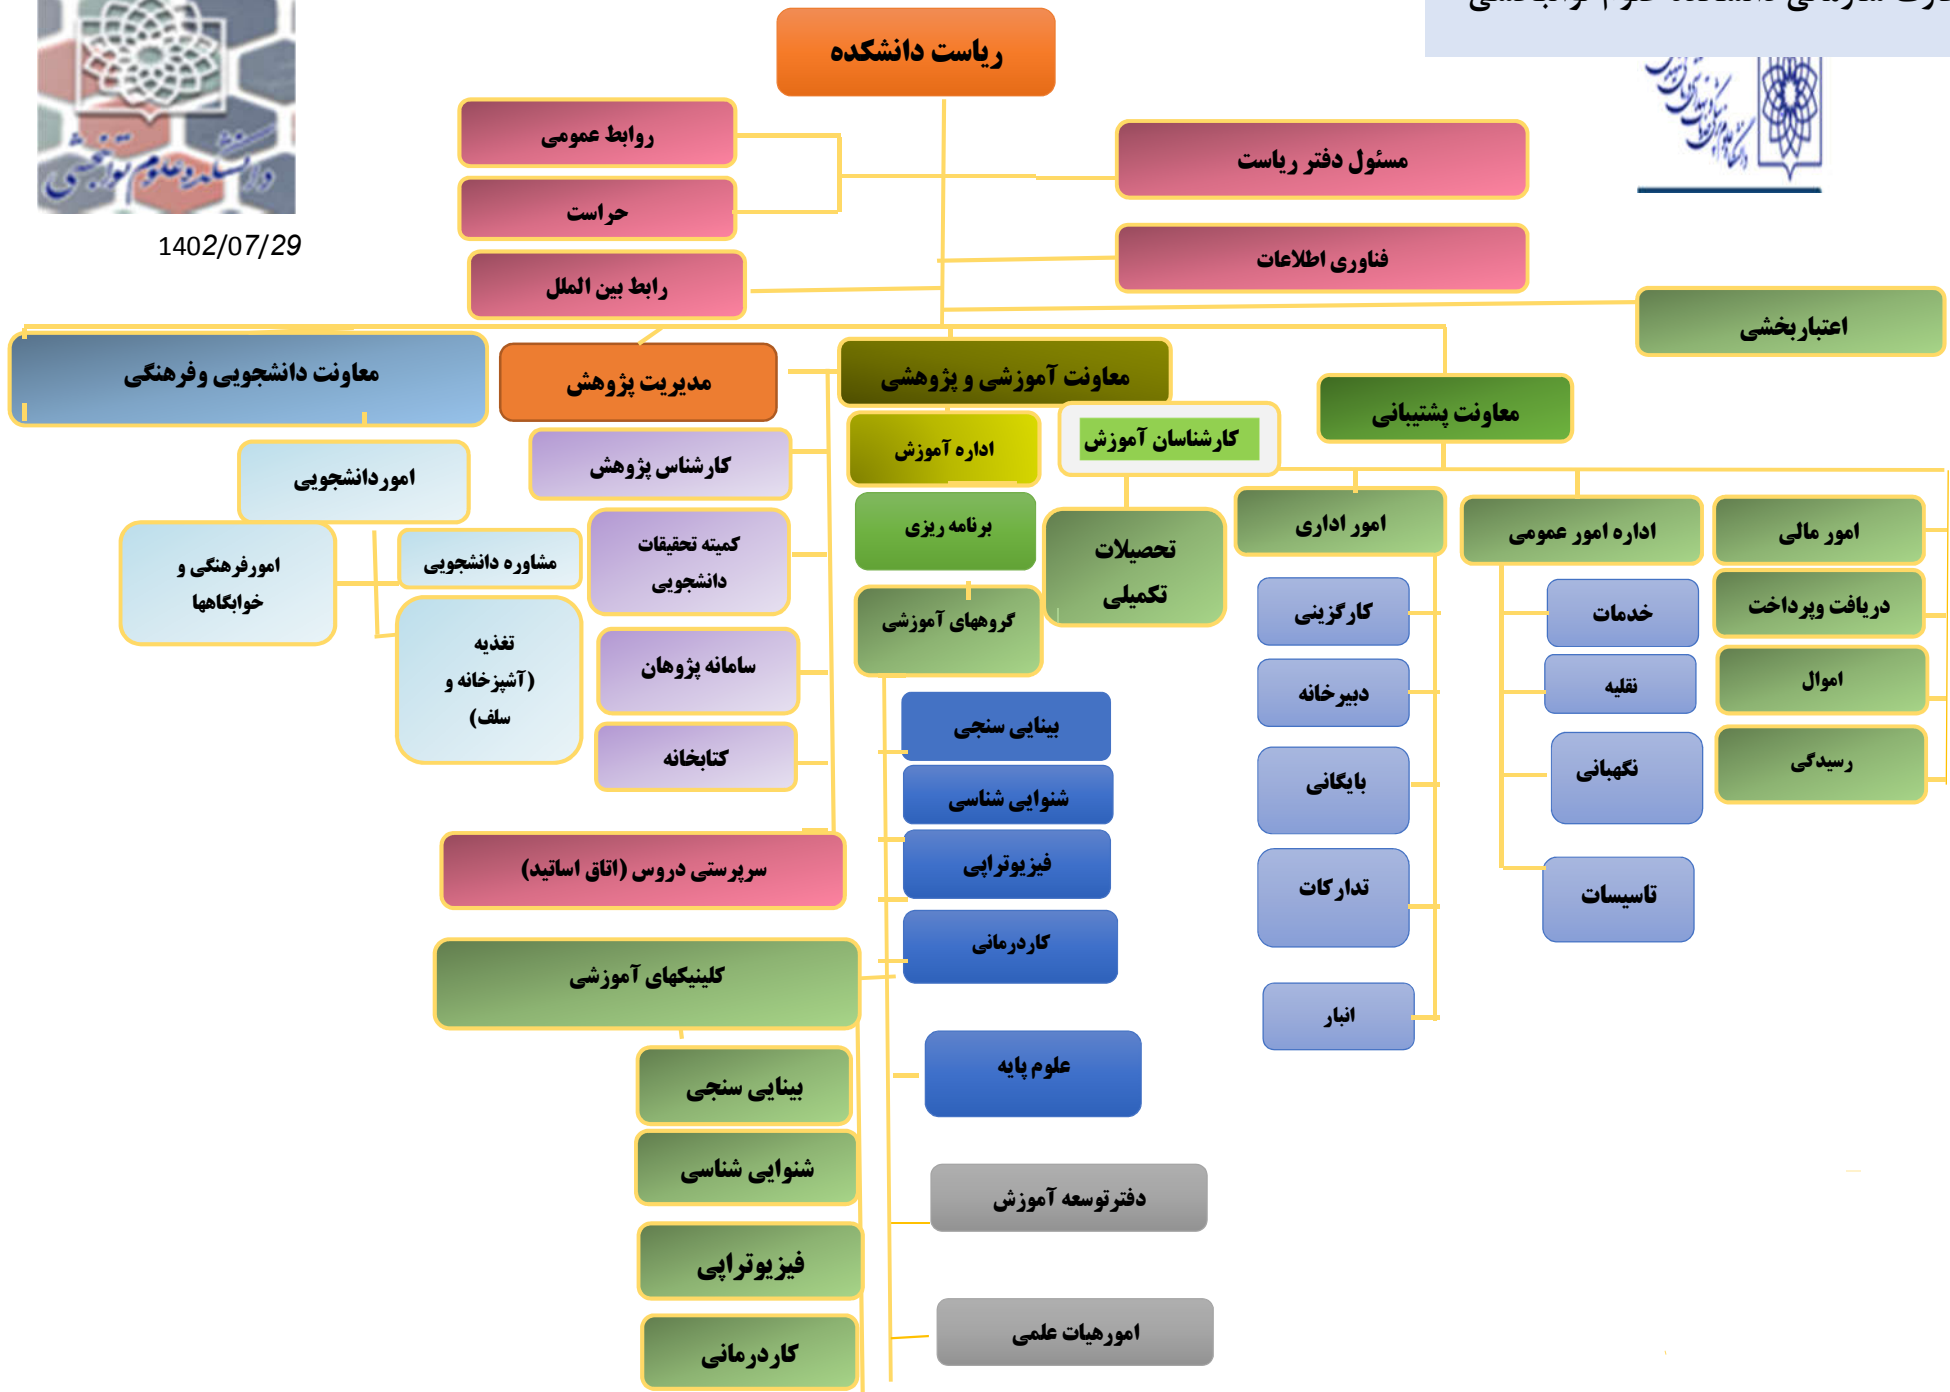 ریاست دانشکده
روابط عمومی
حراست
رابط بین الملل
مسئول دفتر ریاست
فناوری اطلاعات
اعتباربخشی
دانشکده علوم توانبخشی
1402/07/29
معاونت پشتیبانی
معاونت آموزشی و پژوهشی
مدیریت پژوهش
معاونت دانشجویی وفرهنگی
امور مالی
دریافت وپرداخت
اموال
رسیدگی
اداره امور عمومی
خدمات
نقلیه
نگهبانی
تاسیسات
امور اداری
کارگزینی
دبیرخانه
بایگانی
تدارکات
انبار
کارشناسان آموزش
تحصیلات
تکمیلی
اداره آموزش
برنامه ریزی
گروههای آموزشی
بینایی سنجی
شنوایی شناسی
فیزیوتراپی
کاردرمانی
علوم پایه
دفترتوسعه آموزش
امورهیات علمی
کارشناس پژوهش
کمیته تحقیقات
دانشجویی
سامانه پژوهان
کتابخانه
سرپرستی دروس (اتاق اساتید)
کلینیکهای آموزشی
بینایی سنجی
شنوایی شناسی
فیزیوتراپی
کاردرمانی
اموردانشجویی
مشاوره دانشجویی
امورفرهنگی و
خوابگاهها
تغذیه
(آشپزخانه و
سلف)